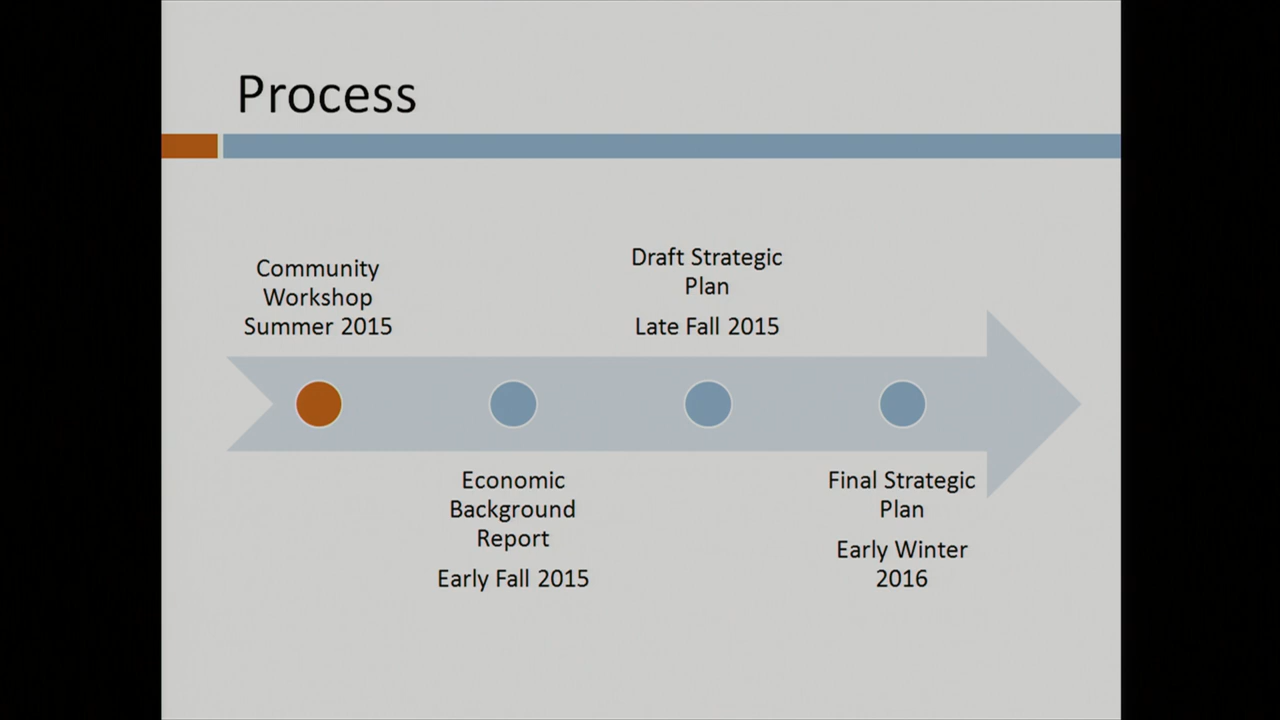 Process
Community
Workshop
Summer 2015
Economic
Background
Report
Early Fall 2015
Draft Strategic
Plan
Late Fall 2015
Final Strategic
Plan
Early Winter
2016